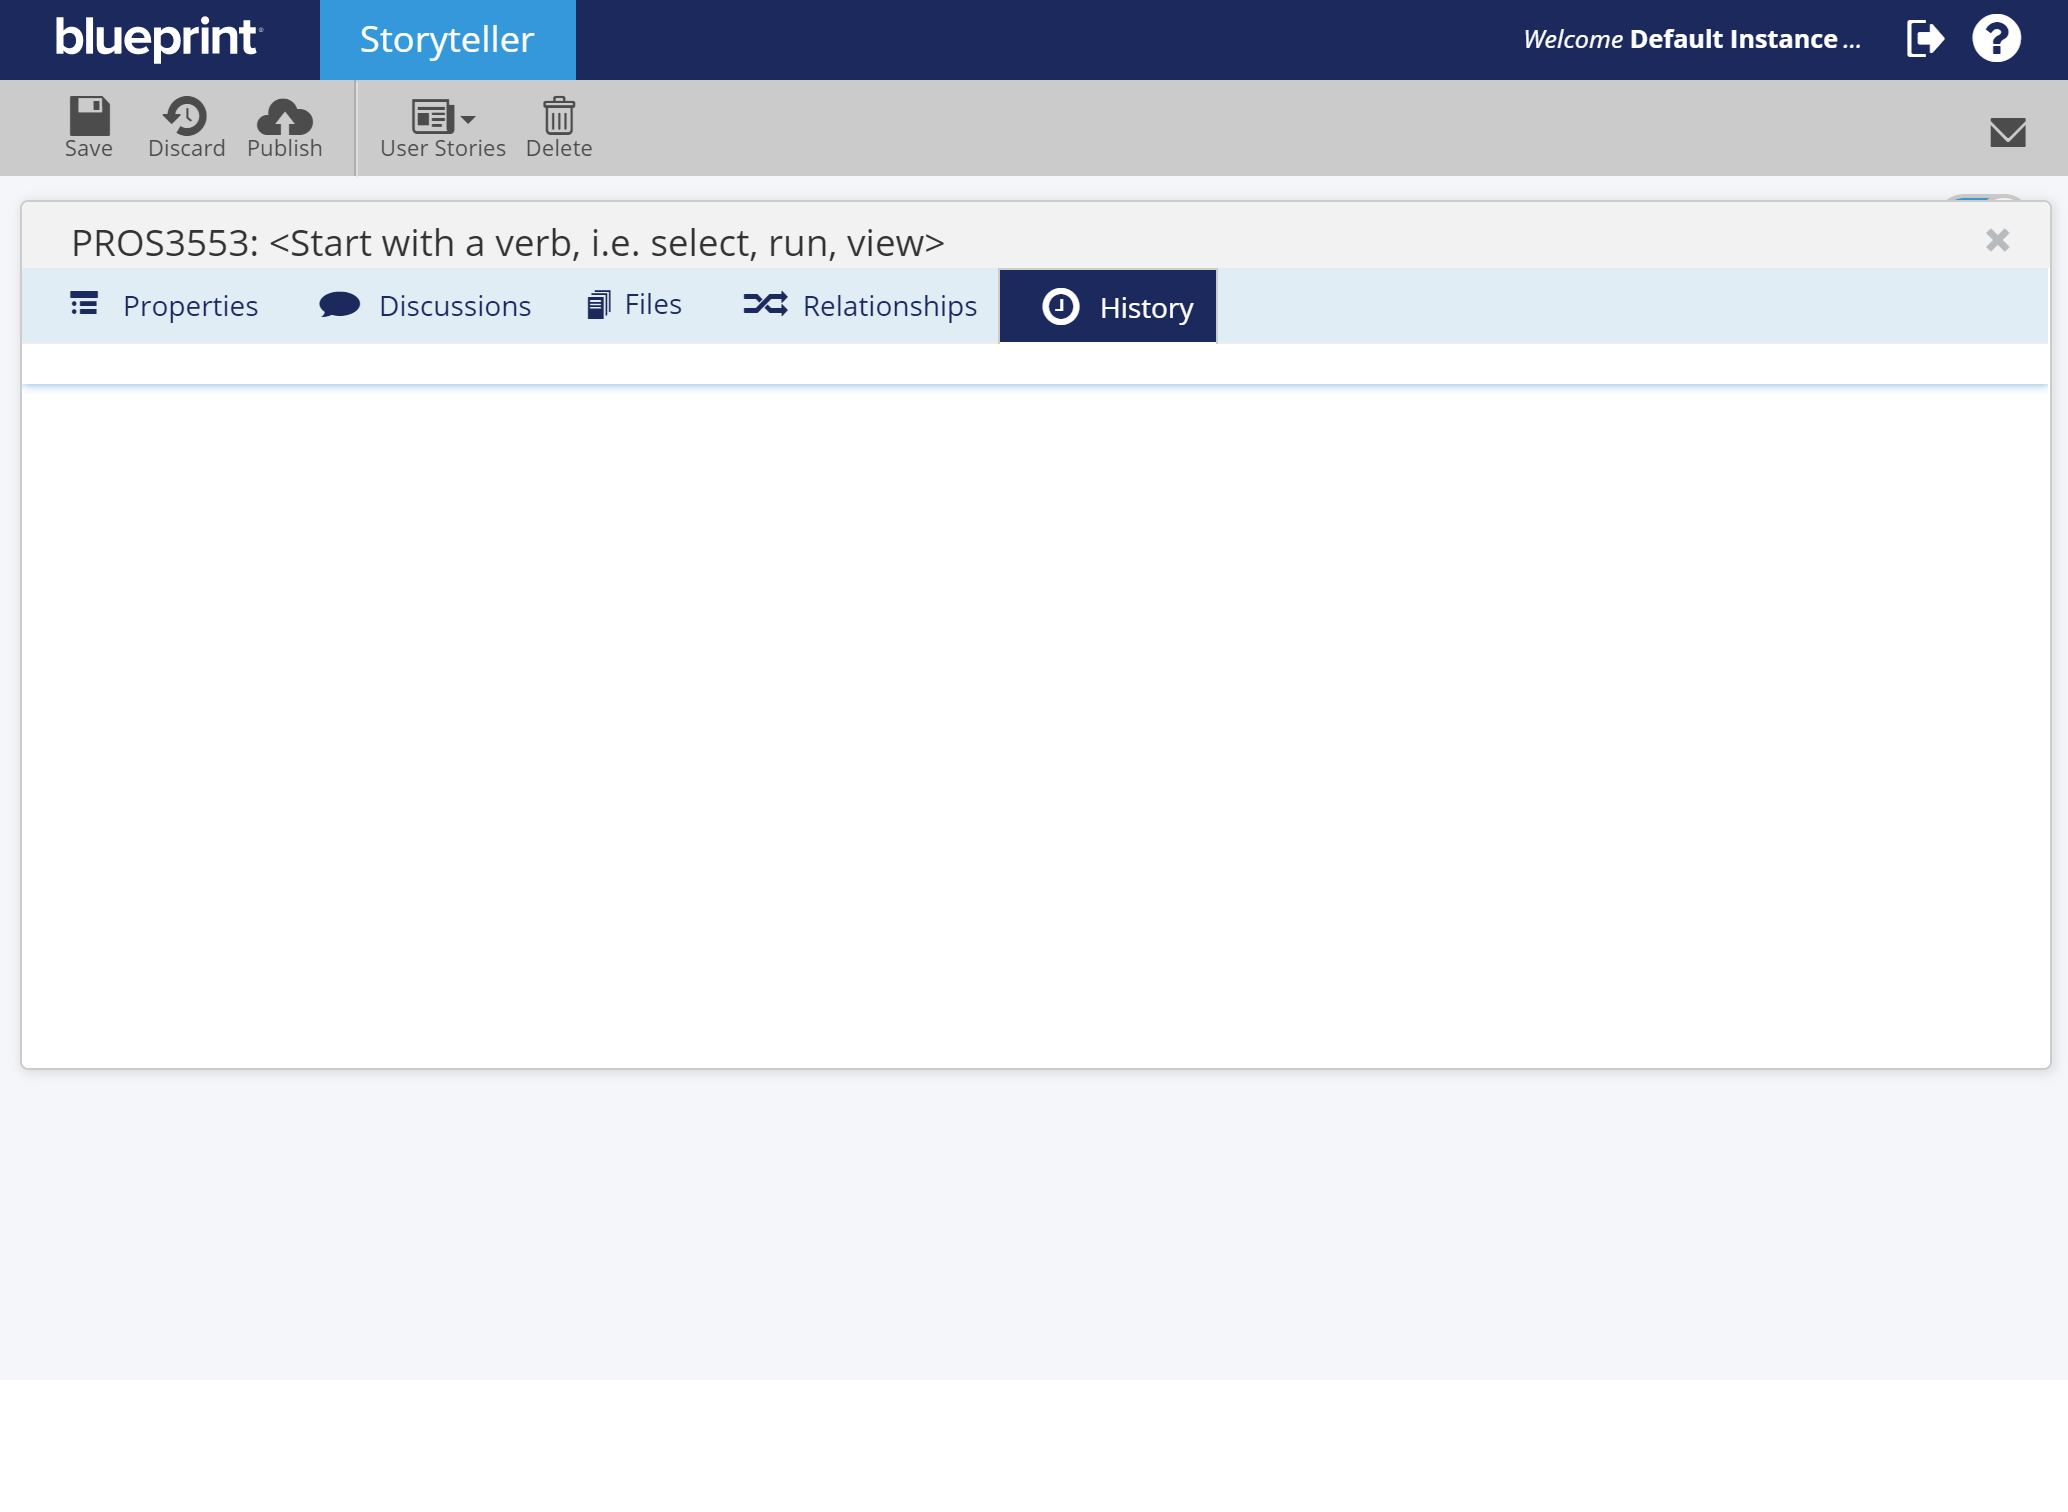 blueprint
Storyteller
Welcome Default Instance ...
Save
Discard
Publish
User Stories
Delete
PROS3553: <Start with a verb, i.e. select, run, view>
Properties
Discussions
Files
Relationships
History